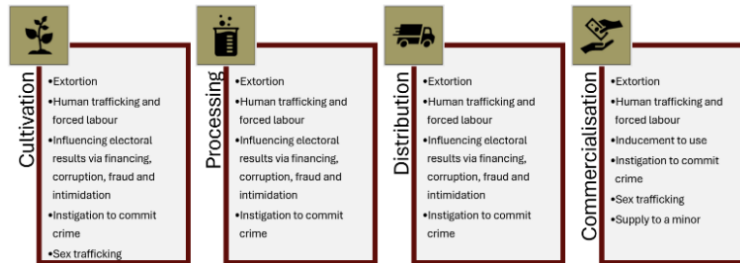 Cultivation
•Extortion
•Human trafficking and
forced labour
•Influencing electoral
results via financing,
corruption, fraud and
intimidation
•Instigation to commit
crime
•Sex trafficking
Processing
•Extortion
•Human trafficking and
forced labour
•Influencing electoral
results via financing,
corruption, fraud and
intimidation
•Instigation to commit
crime
Distribution
•Extortion
•Human trafficking and
forced labour
•Influencing electoral
results via financing,
corruption, fraud and
intimidation
•Instigation to commit
crime
Commercialisation
•Extortion
•Human trafficking and
forced labour
•Inducement to use
•Instigation to commit
crime
•Sex trafficking
•Supply to a minor